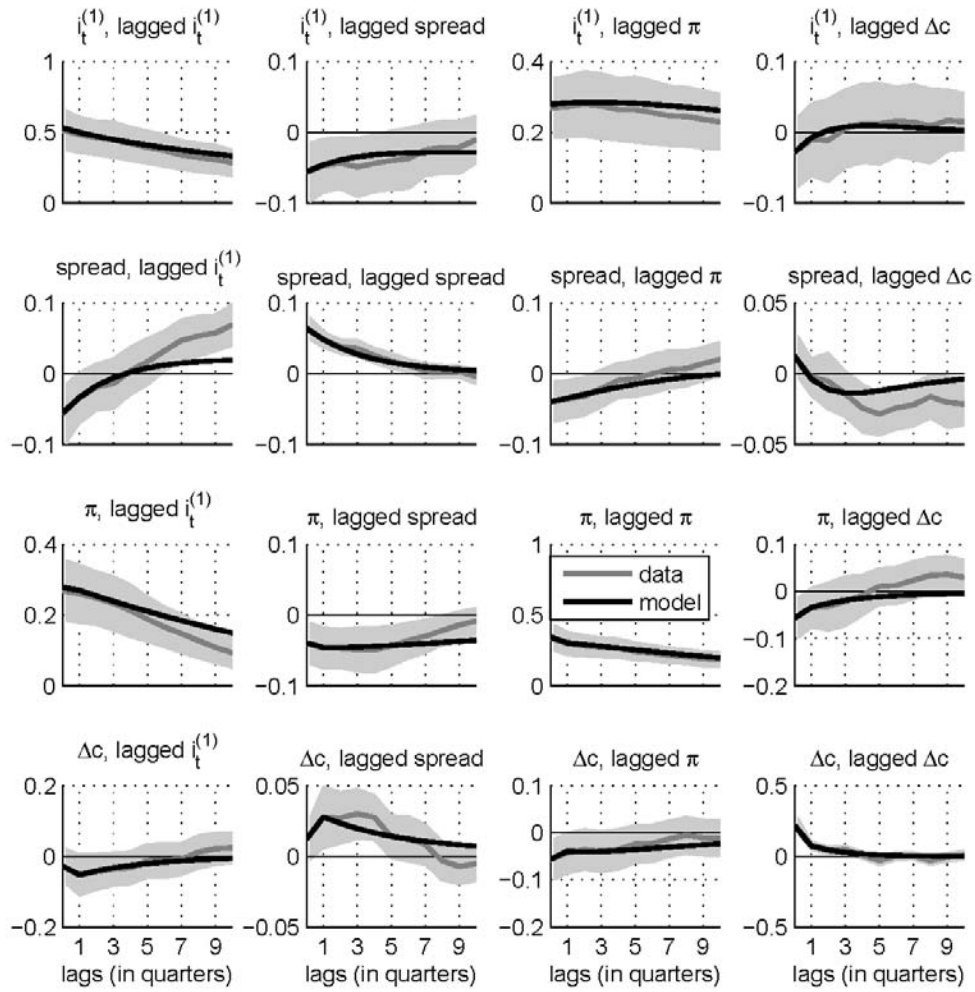 i_t^(1), lagged i_t^(1)
i_t^(1), lagged spread
i_t^(1), lagged π
i_t^(1), lagged Δc
1
0.5
0
0.1
0
−0.1
0.4
0.2
0
0.1
0
−0.1
spread, lagged i_t^(1)
spread, lagged spread
spread, lagged π
spread, lagged Δc
0.1
0
−0.1
0.1
0
−0.1
0.1
0
−0.1
0.05
0
−0.05
π, lagged i_t^(1)
π, lagged spread
π, lagged π
π, lagged Δc
0.4
0.2
0
0.1
0
−0.1
1
0.5
0
data
model
0.1
0
−0.1
−0.2
Δc, lagged i_t^(1)
Δc, lagged spread
Δc, lagged π
Δc, lagged Δc
0.2
0
−0.2
0.05
0
−0.05
0.1
0
−0.1
−0.2
0.5
0
−0.5
1 3 5 7 9
1 3 5 7 9
1 3 5 7 9
1 3 5 7 9
lags (in quarters)
lags (in quarters)
lags (in quarters)
lags (in quarters)